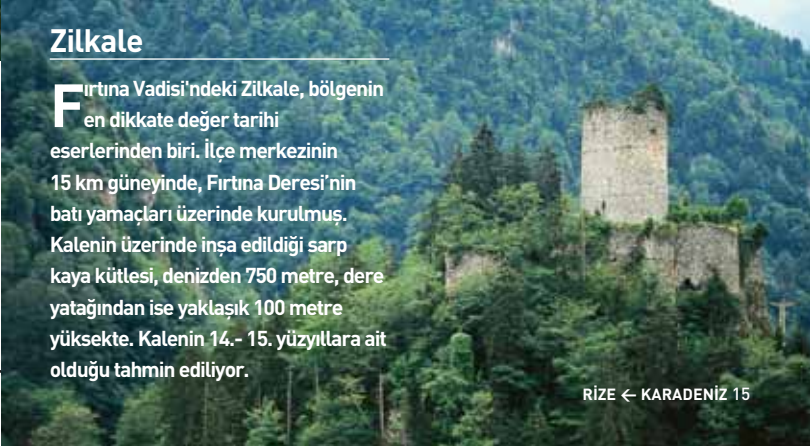 Zilkale
Fırtına Vadisi'ndeki Zilkale, bölgenin
en dikkate değer tarihi
eserlerinden biri. İlçe merkezinin
15 km güneyinde, Fırtına Deresi’nin
batı yamaçları üzerinde kurulmuş.
Kalenin üzerinde inşa edildiği sarp
kaya kütlesi, denizden 750 metre, dere
yatağından ise yaklaşık 100 metre
yüksekte. Kalenin 14.- 15. yüzyıllara ait
olduğu tahmin ediliyor.
RİZE ← KARADENİZ 15